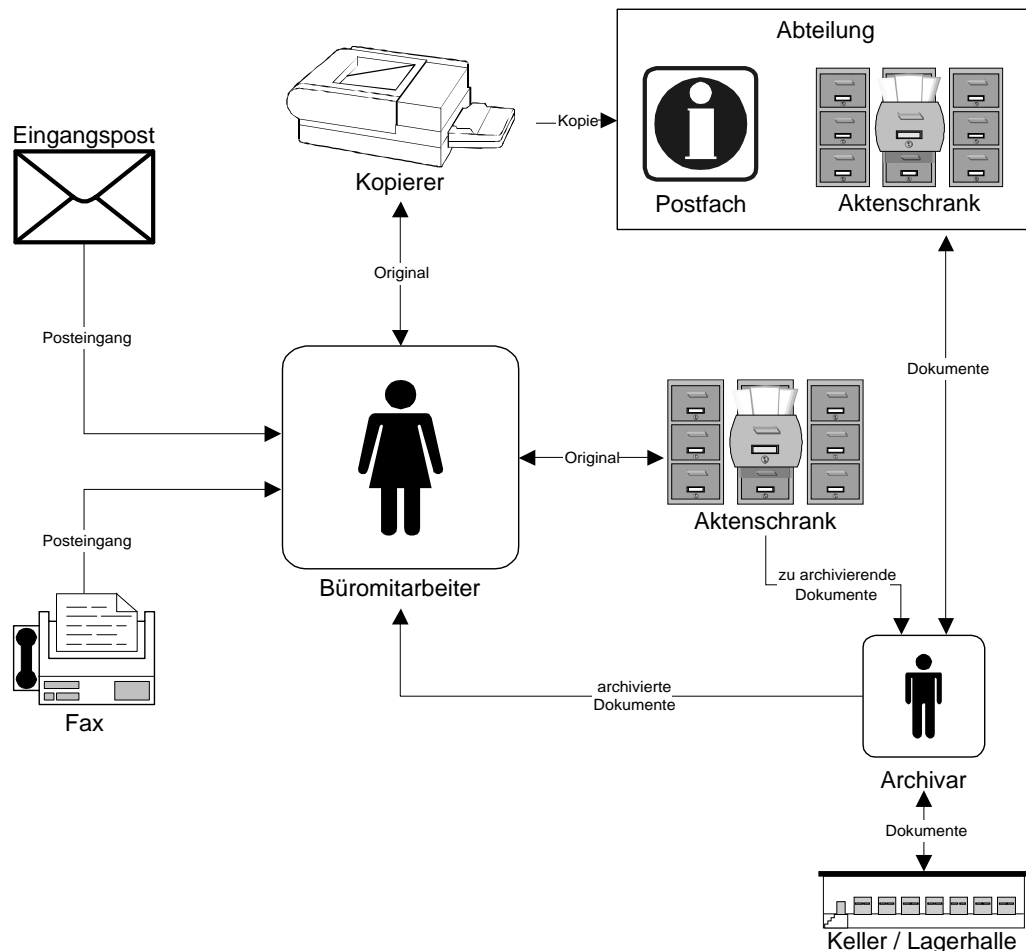 Abteilung
Eingangspost
Kopie
Kopierer
Postfach
Aktenschrank
Original
Posteingang
Dokumente
Original
Aktenschrank
Posteingang
Büromitarbeiter
zu archivierende
Dokumente
archivierte
Dokumente
Fax
Archivar
Dokumente
Keller / Lagerhalle